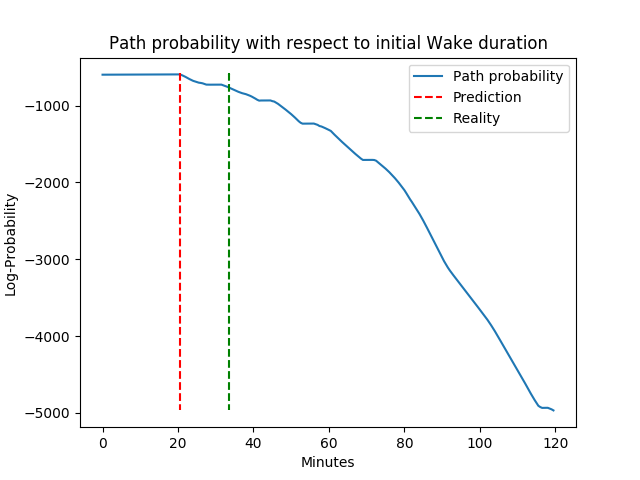 Path probability with respect to initial Wake duration
Path probability
Prediction
Reality
Log-Probability
−1000
−2000
−3000
−4000
−5000
0 20 40 60 80 100 120
Minutes